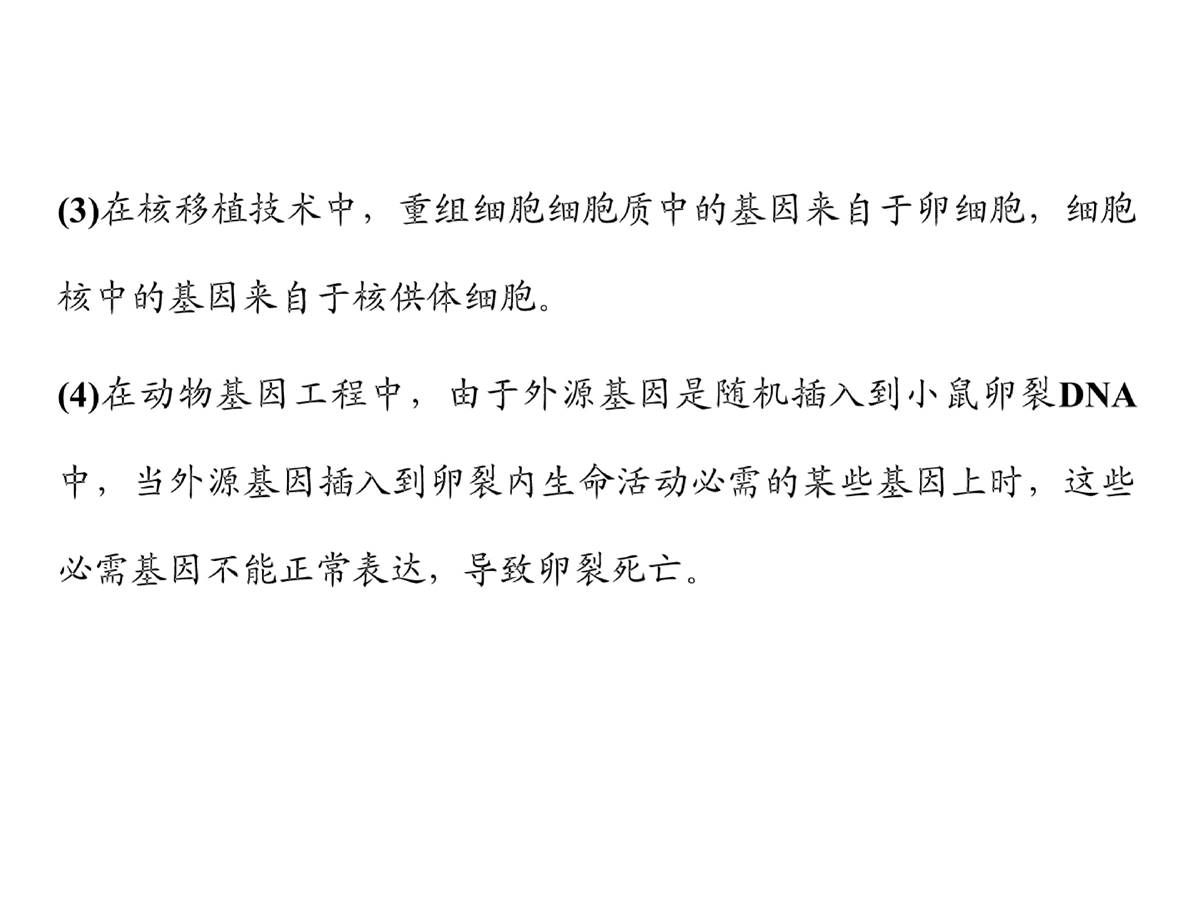 (3)在核移植技术中，重组细胞细胞质中的基因来自于卵细胞，细胞
核中的基因来自于核供体细胞。
(4)在动物基因工程中，由于外源基因是随机插入到小鼠卵裂DNA
中，当外源基因插入到卵裂内生命活动必需的某些基因上时，这些
必需基因不能正常表达，导致卵裂死亡。